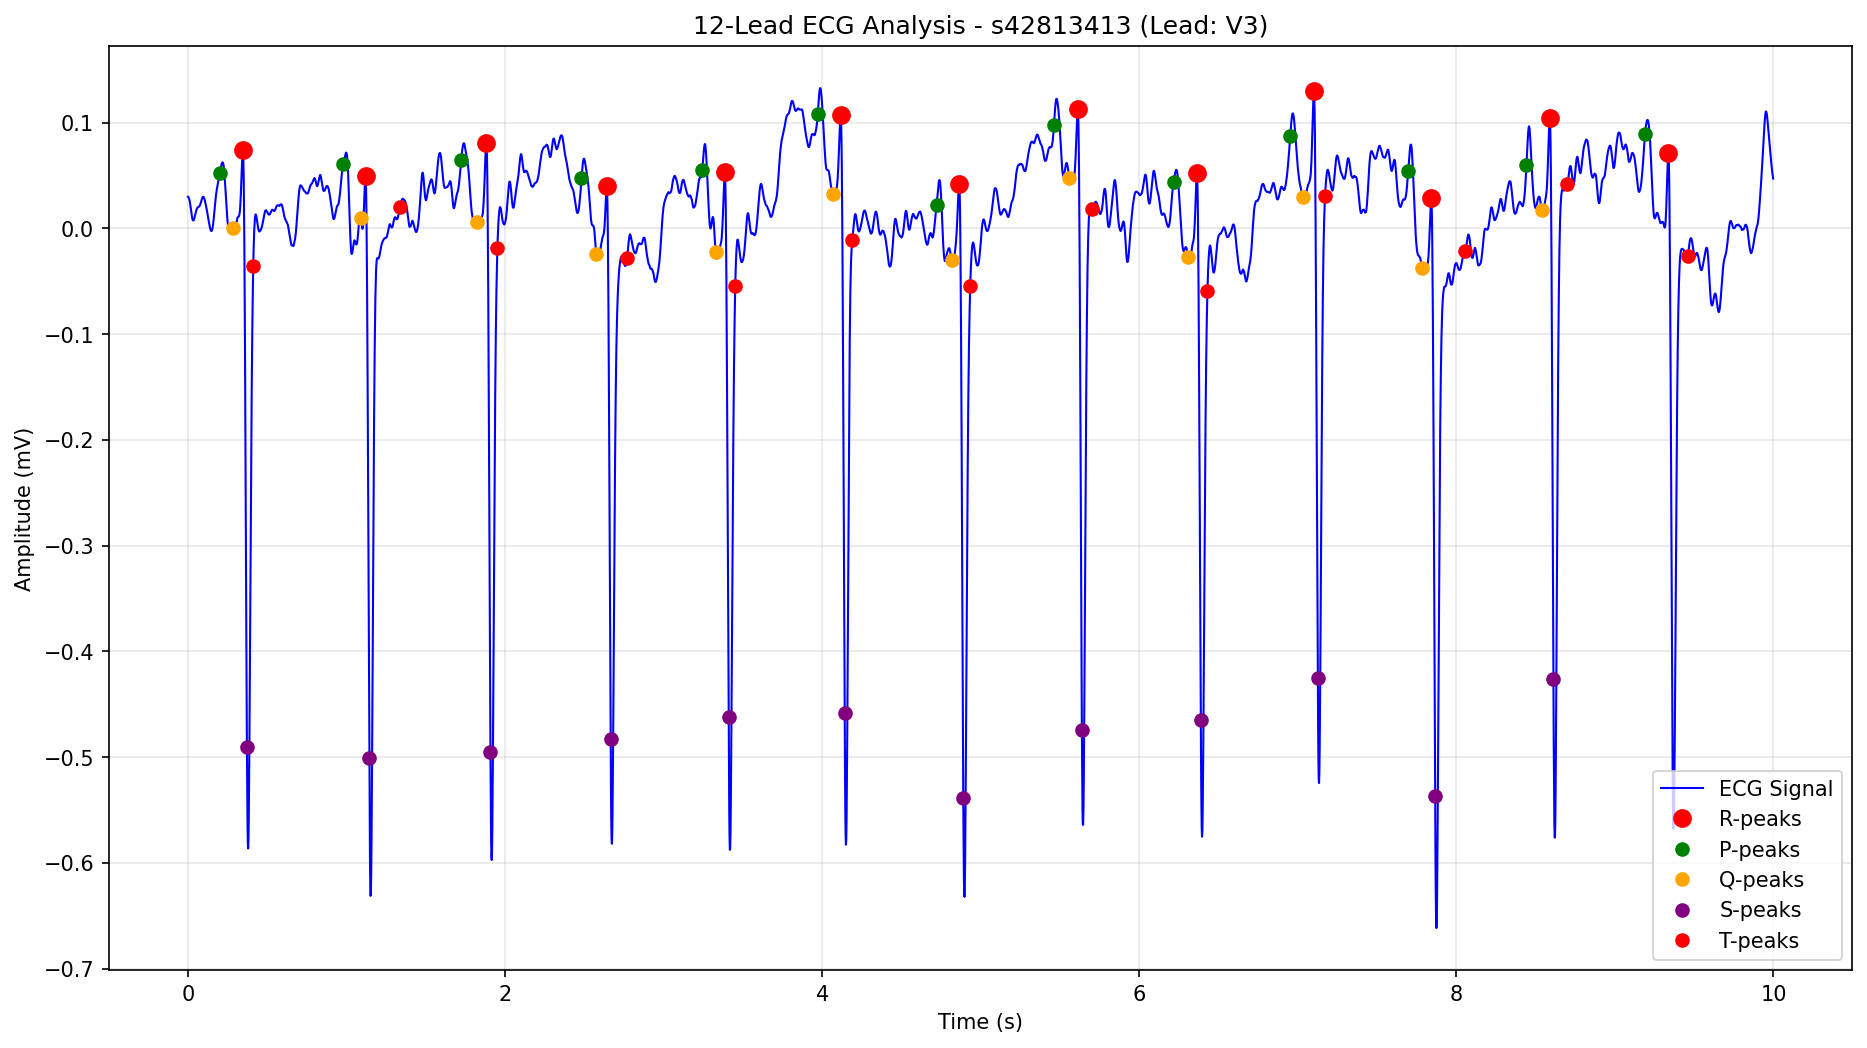 12-Lead ECG Analysis - s42813413 (Lead: V3)
Amplitude (mV)
0.1
0.0
−0.1
−0.2
−0.3
−0.4
−0.5
−0.6
−0.7
ECG Signal
R-peaks
P-peaks
Q-peaks
S-peaks
T-peaks
0 2 4 6 8 10
Time (s)